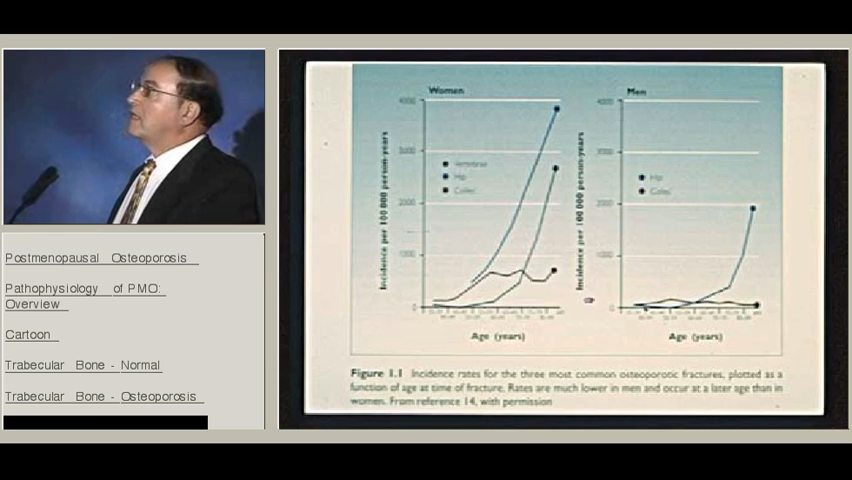 Postmenopausal Osteoporosis
Pathophysiology of PMO:
Overview
Cartoon
Trabecular Bone - Normal
Trabecular Bone - Osteoporosis
Women
4000
3000
2000
1000
0
Vertebrae
Hip
Colles'
Incidence per 100 000 person-years
Age (years)
Men
4000
3000
2000
1000
0
Hip
Colles'
Incidence per 100 000 person-years
Age (years)
Figure 1.1 Incidence rates for the three most common osteoporotic fractures, plotted as a
function of age at time of fracture. Rates are much lower in men and occur at a later age than in
women. From reference 14, with permission